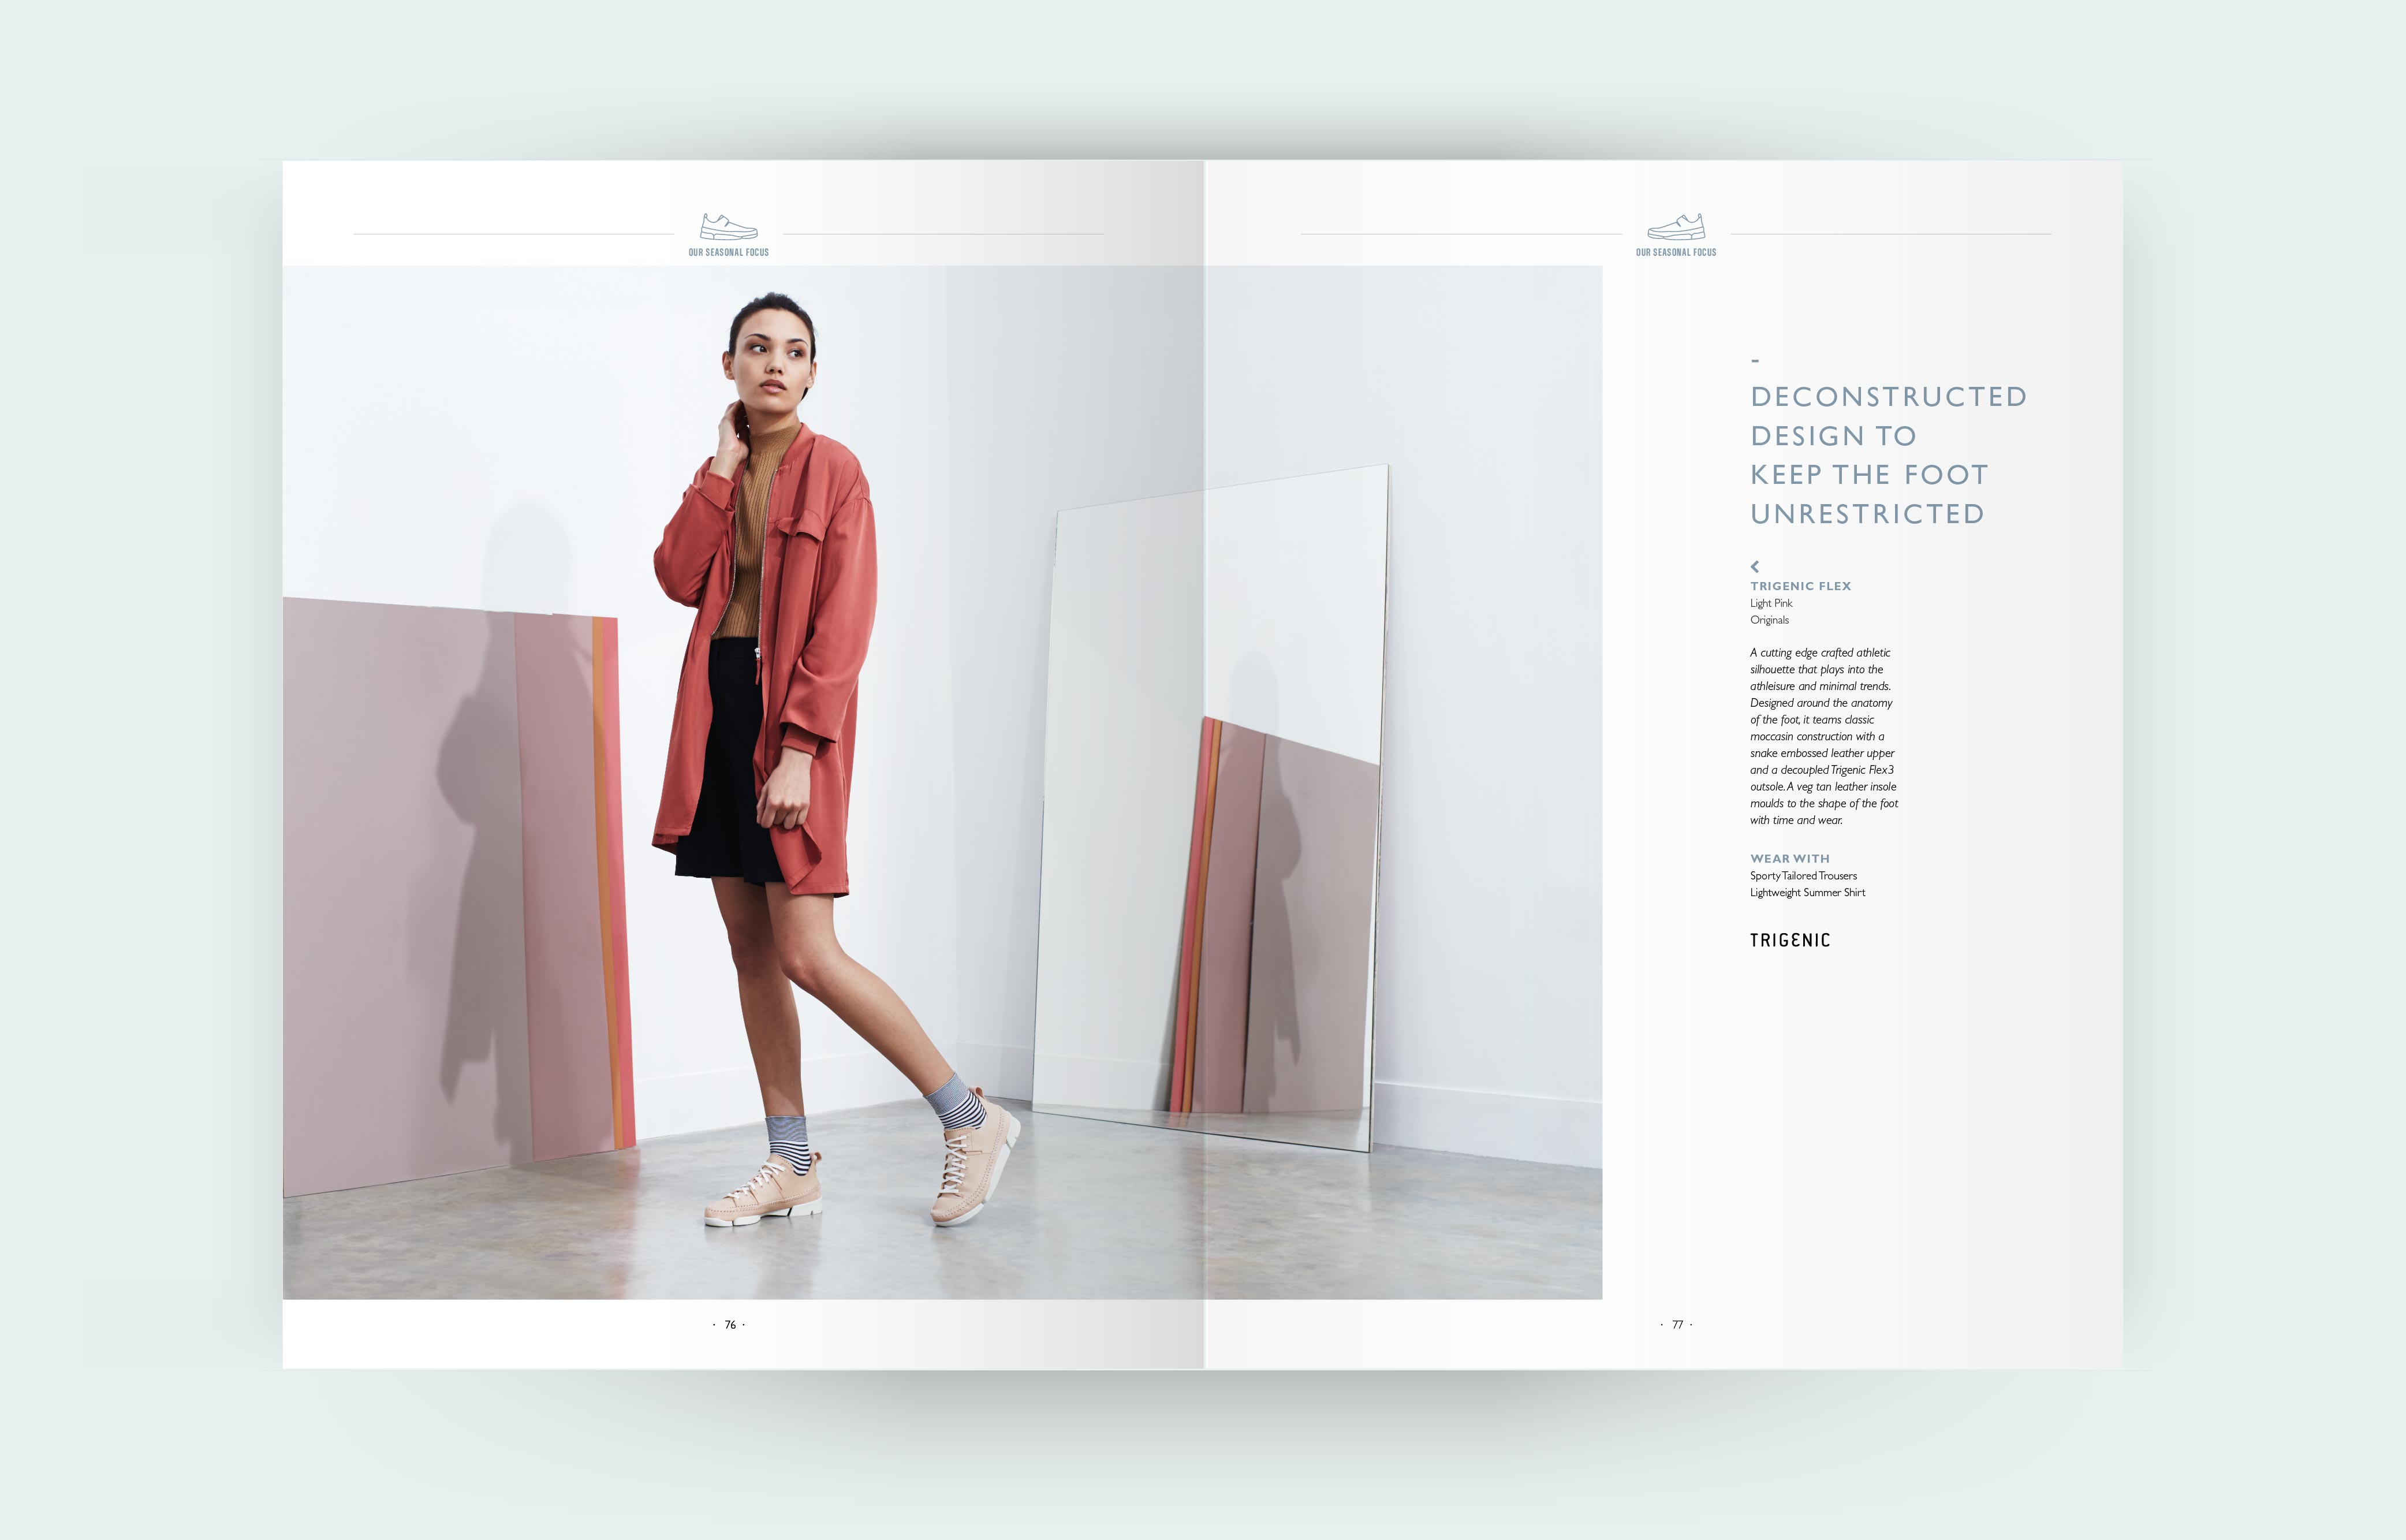 OUR SEASONAL FOCUS
OUR SEASONAL FOCUS
-
DECONSTRUCTED
DESIGN TO
KEEP THE FOOT
UNRESTRICTED
TRIGENIC FLEX
Light Pink
Originals
A cutting edge crafted athletic
silhouette that plays into the
athleisure and minimal trends.
Designed around the anatomy
of the foot, it teams classic
moccasin construction with a
snake embossed leather upper
and a decoupled Trigenic Flex3
outsole. A veg tan leather insole
moulds to the shape of the foot
with time and wear.
WEAR WITH
Sporty Tailored Trousers
Lightweight Summer Shirt
TRIGENIC
· 76 ·
· 77 ·